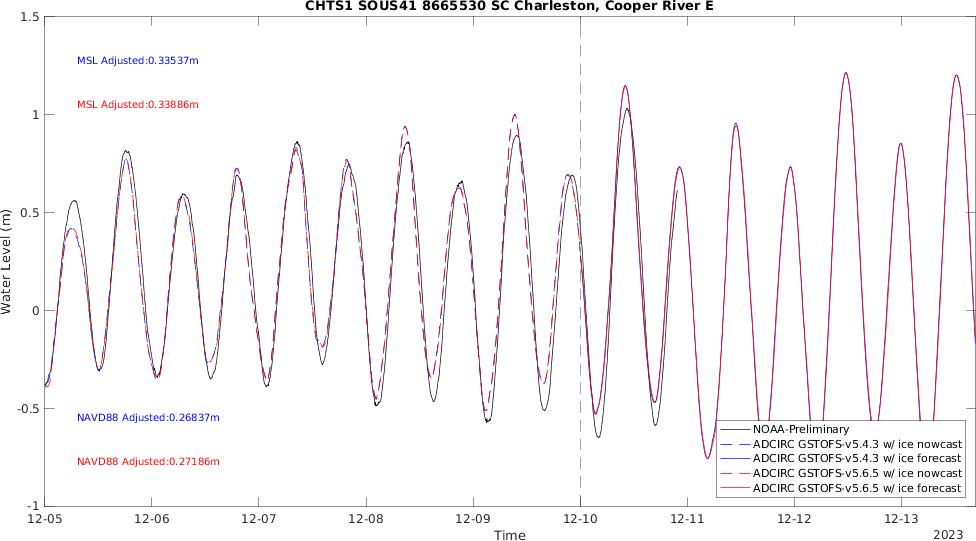 CHTS1 SOUS41 8665530 SC Charleston, Cooper River E
1.5
1
0.5
0
-0.5
-1
Water Level (m)
MSL Adjusted:0.33537m
MSL Adjusted:0.33886m
NAVD88 Adjusted:0.26837m
NAVD88 Adjusted:0.27186m
NOAA-Preliminary
ADCIRC GSTOFS-v5.4.3 w/ ice nowcast
ADCIRC GSTOFS-v5.4.3 w/ ice forecast
ADCIRC GSTOFS-v5.6.5 w/ ice nowcast
ADCIRC GSTOFS-v5.6.5 w/ ice forecast
12-05 12-06 12-07 12-08 12-09 12-10 12-11 12-12 12-13
Time
2023